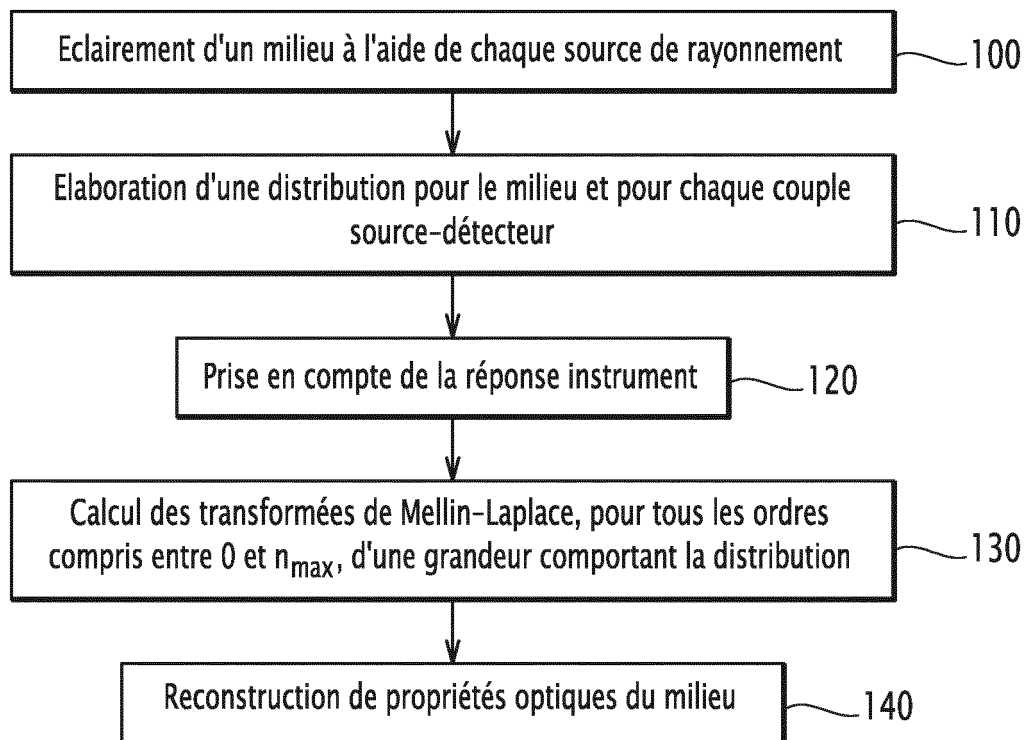 Eclairement d'un milieu à l'aide de chaque source de rayonnement
100
Elaboration d'une distribution pour le milieu et pour chaque couple
source-détecteur
110
Prise en compte de la réponse instrument
120
Calcul des transformées de Mellin-Laplace, pour tous les ordres
compris entre 0 et nmax, d'une grandeur comportant la distribution
130
Reconstruction de propriétés optiques du milieu
140